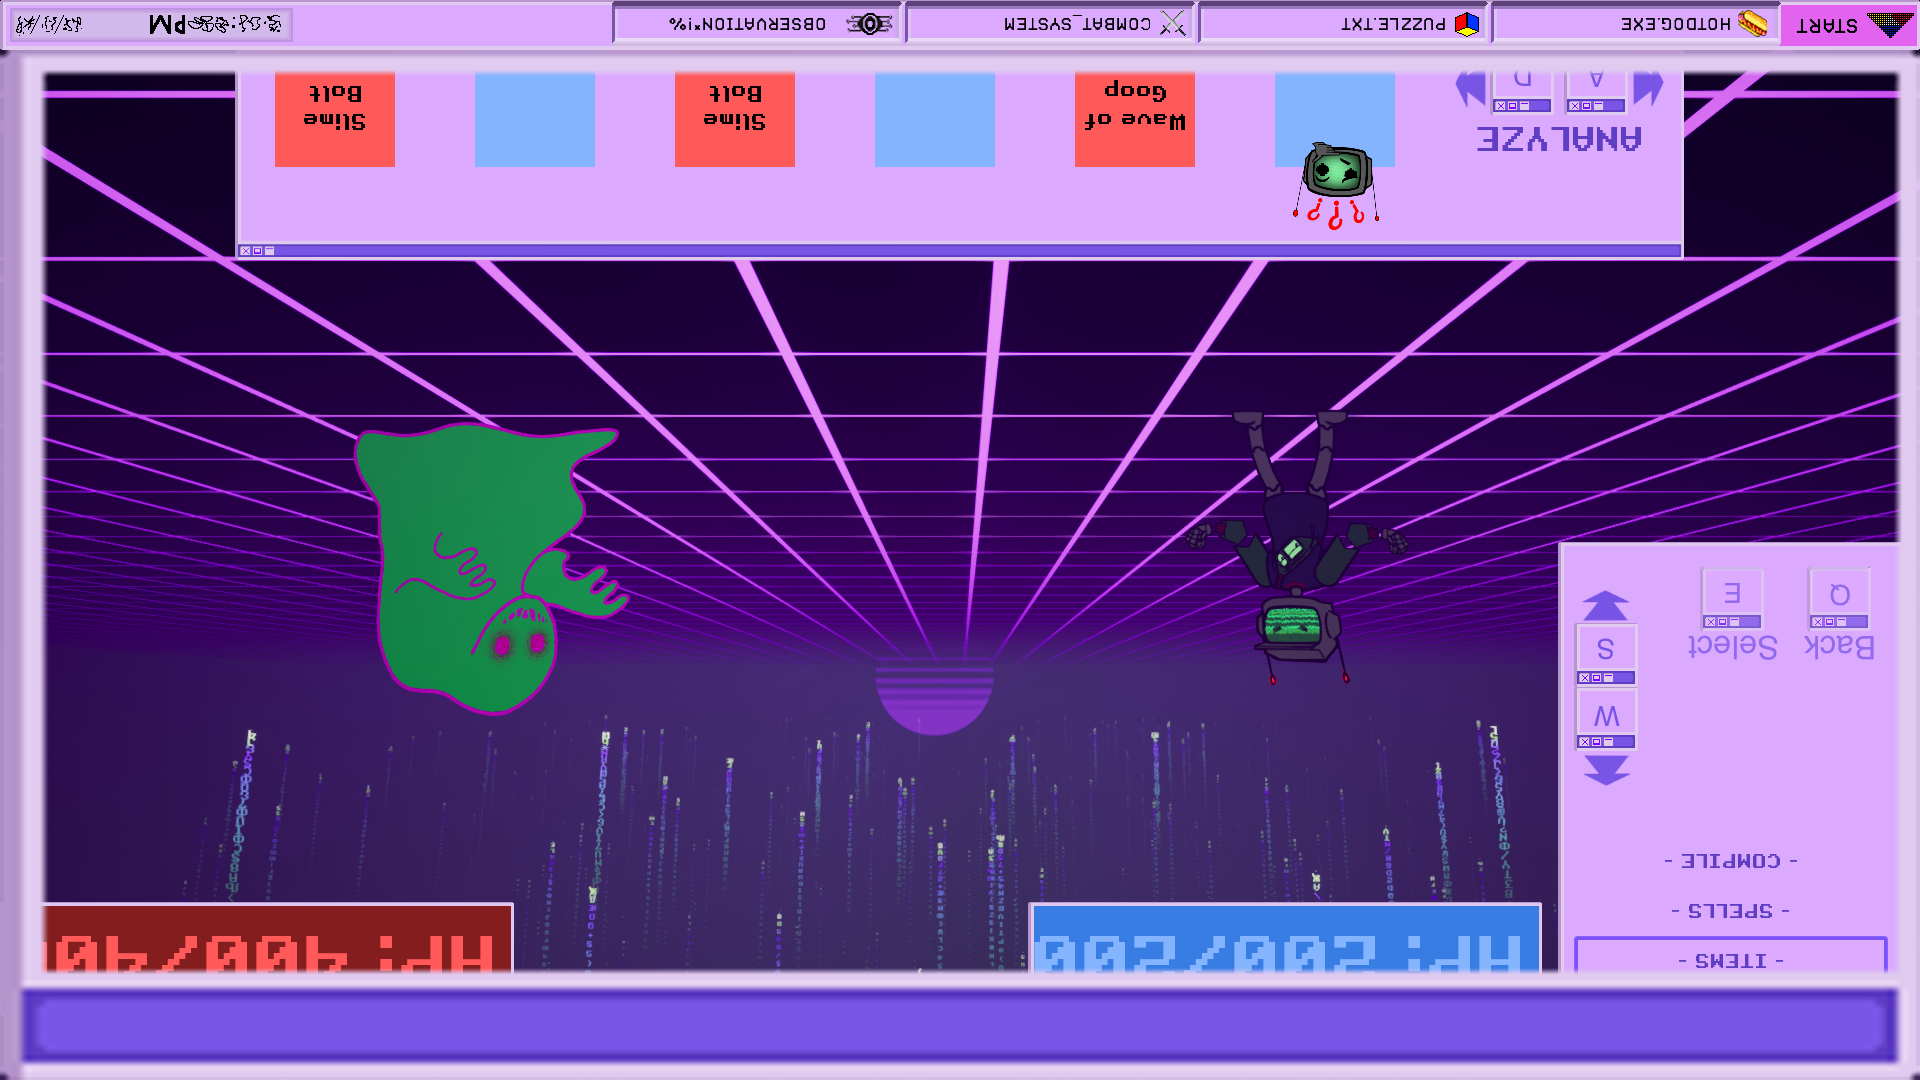 - ITEMS -
HP: 200/200
HP: 400/40
- SPELLS -
- COMPILE -
W
S
Back
Select
Q
E
ANALYZE
A
D
Wave of
Goop
Slime
Bolt
Slime
Bolt
START
HOTDOG.EXE
PUZZLE.TXT
COMBAT_SYSTEM
OBSERVATION*!%
PM